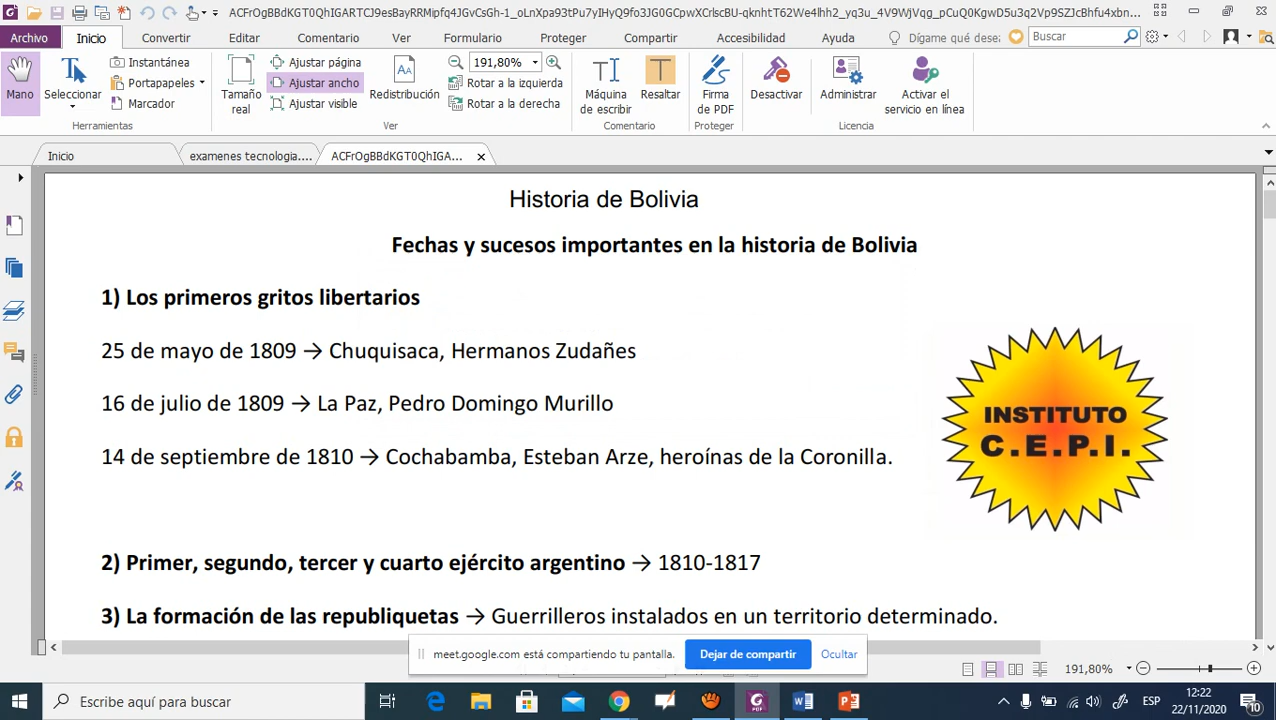 ACFrOgBBdKGT0QhIGARTCJ9esBayRRMipfq4JSzs-1
Archivo Inicio Convertir Editar Comentario Ver Formulario Proteger Compartir Accesibilidad Ayuda Dígame qué dese Buscar
Mano
Seleccionar
Instantánea
Portapapeles
Marcador
Herramientas
Tamaño real
Ajustar página
Ajustar ancho
Ajustar visible
Redistribución
191,80%
Rotar a la izquierda
Rotar a la derecha
Ver
Máquina de escribir
Resaltar
Comentario
Firma de PDF
Proteger
Desactivar
Administrar
Activar el servicio en línea
Licencia
Inicio
examenes tecnologia....
ACFrOgBBdKGT0QhIGA...
Historia de Bolivia
Fechas y sucesos importantes en la historia de Bolivia
1) Los primeros gritos libertarios
25 de mayo de 1809 → Chuquisaca, Hermanos Zudañes
16 de julio de 1809 → La Paz, Pedro Domingo Murillo
14 de septiembre de 1810 → Cochabamba, Esteban Arze, heroínas de la Coronilla.
INSTITUTO
C.E.P.I.
2) Primer, segundo, tercer y cuarto ejército argentino → 1810-1817
3) La formación de las republiquetas → Guerrilleros instalados en un territorio determinado.
meet.google.com está compartiendo tu pantalla. Dejar de compartir Ocultar
191,80%
Escribe aquí para buscar
ESP
12:22
22/11/2020
10